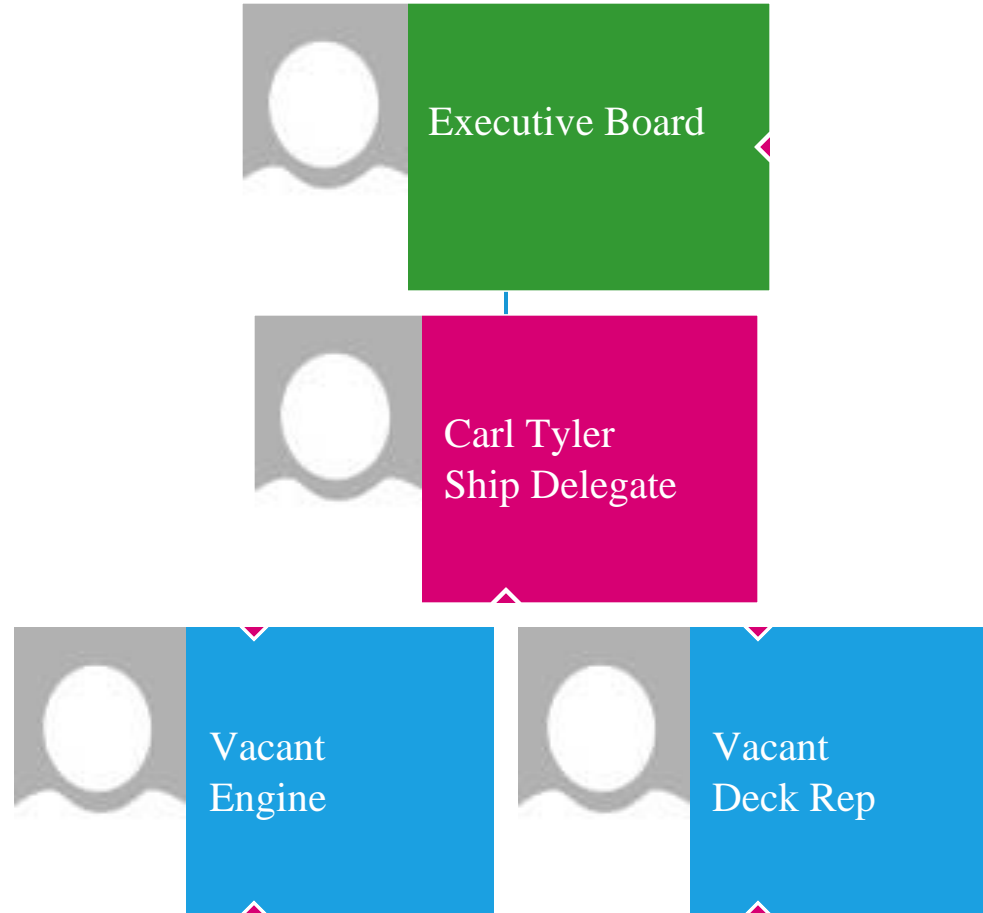 Executive Board
Carl Tyler
Ship Delegate
Vacant
Engine
Vacant
Deck Rep